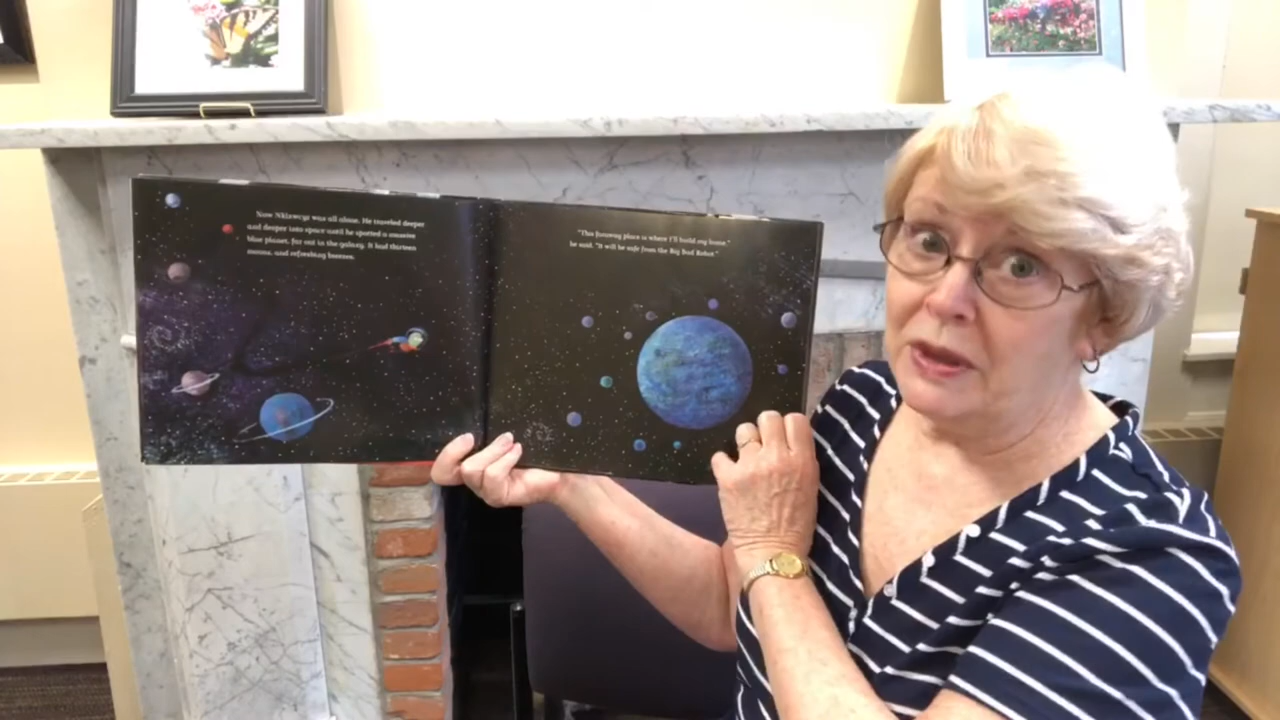 Now Nklxwcyz was all alone. He traveled deeper
and deeper into space until he spotted a massive
blue planet, far out in the galaxy. It had thirteen
moons, and refreshing breezes.
"This faraway place is where I'll build my home,"
he said. "It will be safe from the Big Bad Robot."